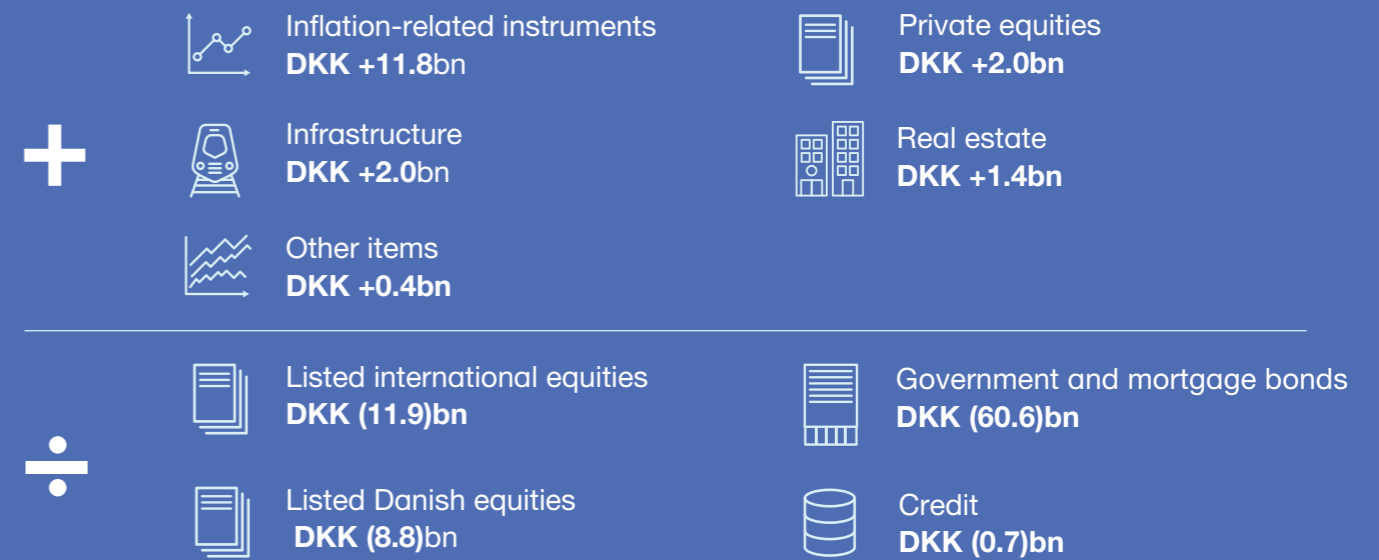 Inflation-related instruments
DKK +11.8bn
Private equities
DKK +2.0bn
+
Infrastructure
DKK +2.0bn
Real estate
DKK +1.4bn
Other items
DKK +0.4bn
Listed international equities
DKK (11.9)bn
Government and mortgage bonds
DKK (60.6)bn
÷
Listed Danish equities
DKK (8.8)bn
Credit
DKK (0.7)bn